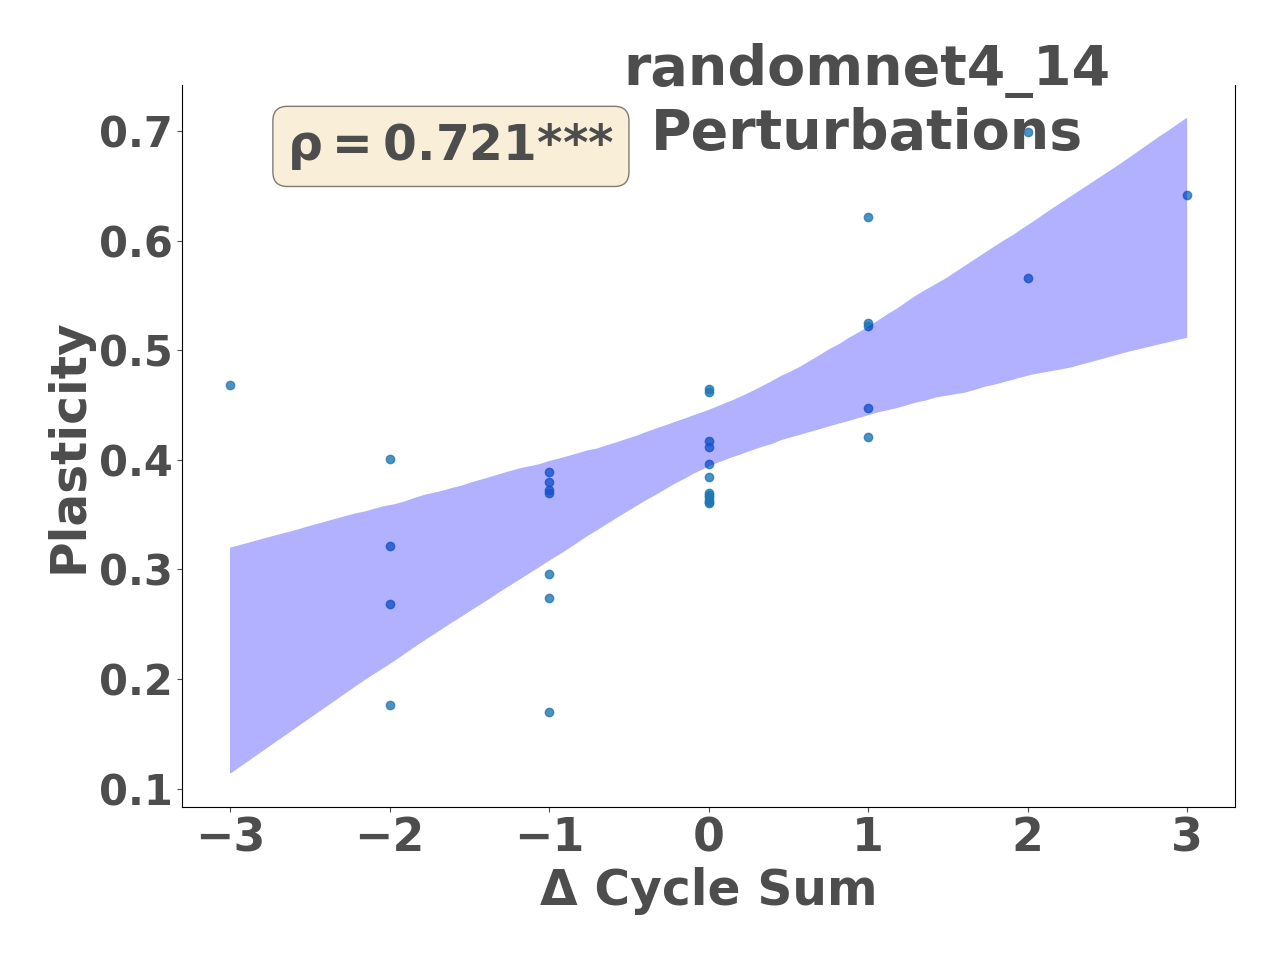 randomnet4_14
Perturbations
ρ = 0.721***
0.7
0.6
0.5
0.4
0.3
0.2
0.1
Plasticity
−3 −2 −1 0 1 2 3
Δ Cycle Sum